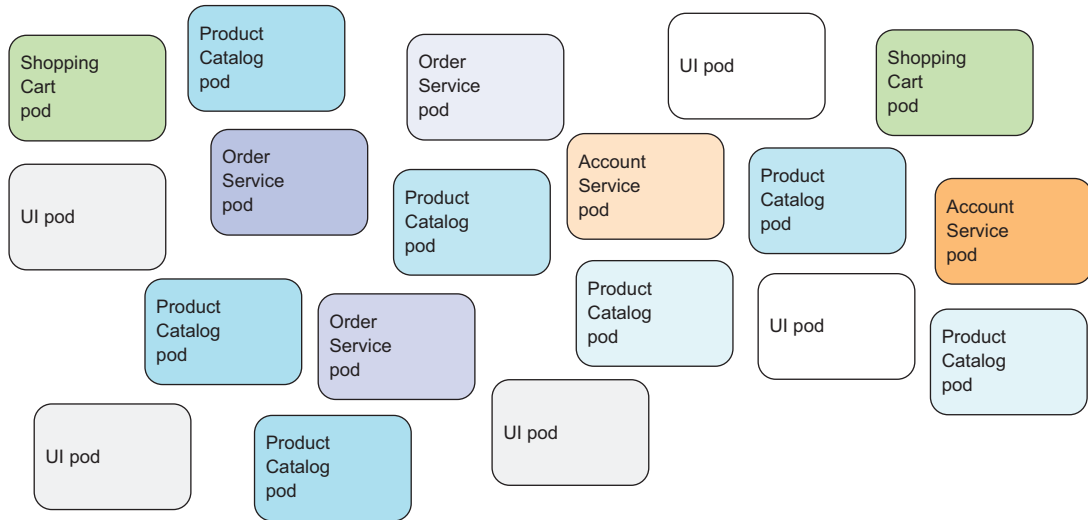 Shopping
Cart
pod
Product
Catalog
pod
Order
Service
pod
UI pod
Shopping
Cart
pod
UI pod
Order
Service
pod
Product
Catalog
pod
Account
Service
pod
Product
Catalog
pod
Account
Service
pod
Product
Catalog
pod
Order
Service
pod
Product
Catalog
pod
UI pod
Product
Catalog
pod
UI pod
Product
Catalog
pod
UI pod